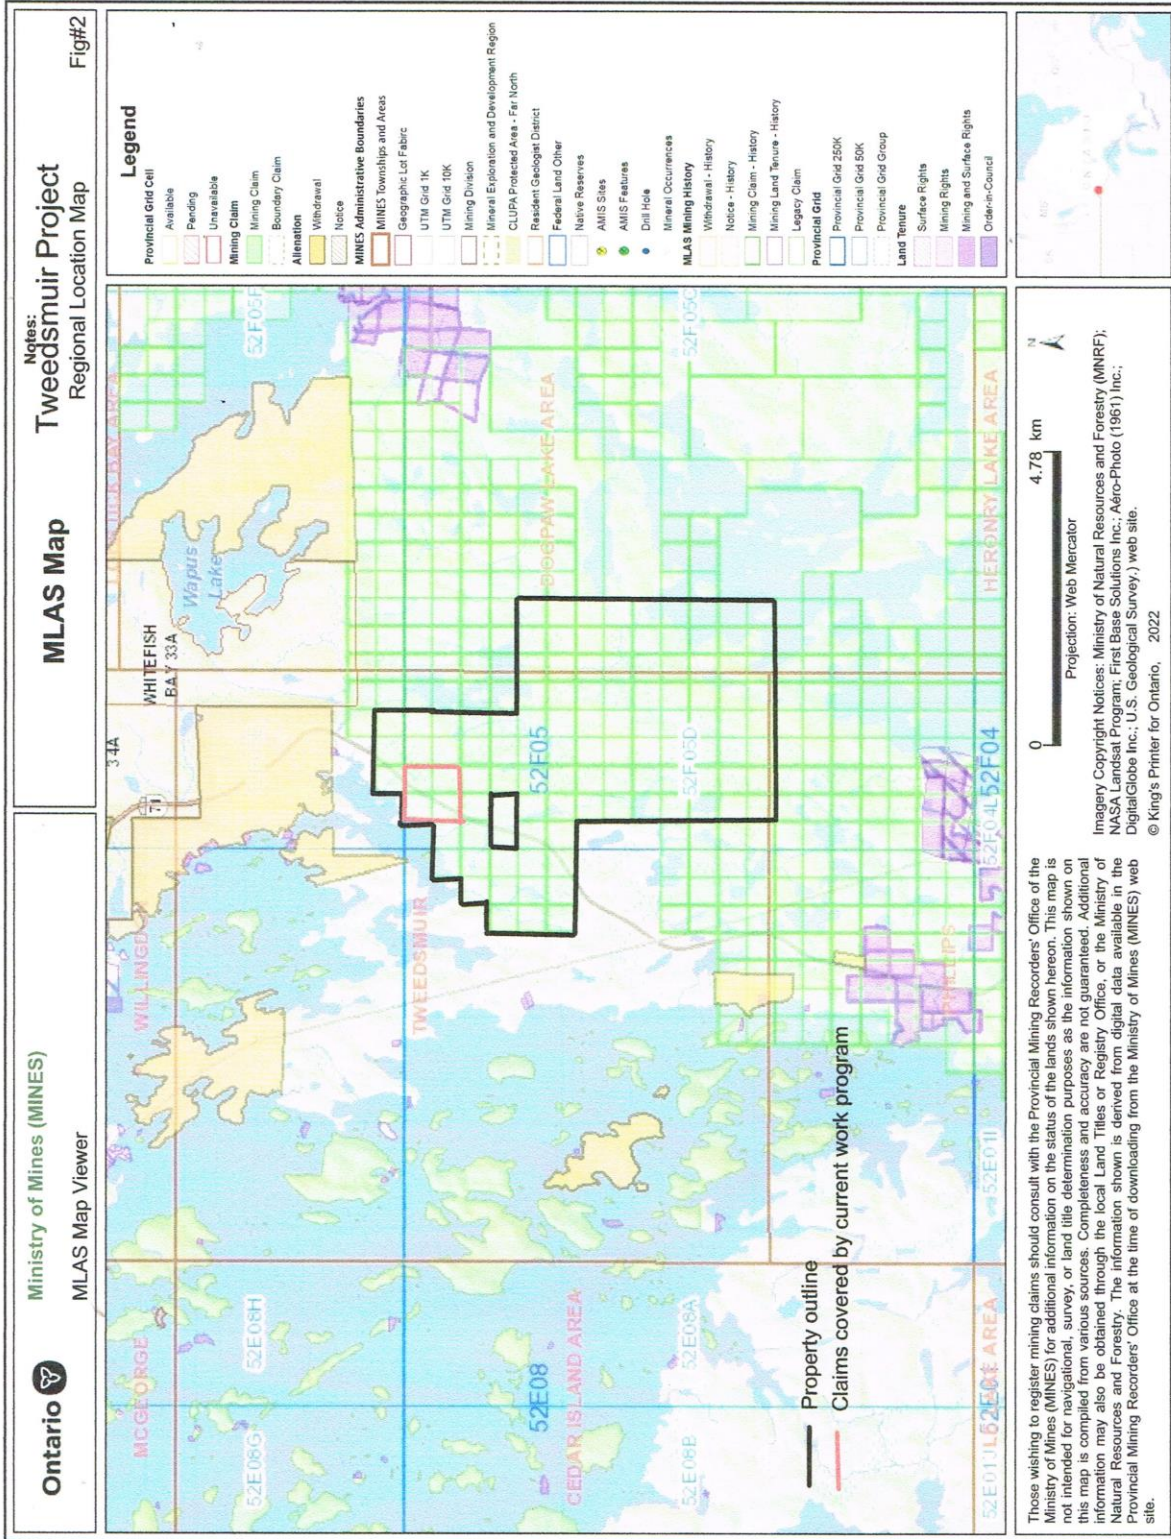 Ontario
Ministry of Mines (MINES)
MLAS Map Viewer
MLAS Map
Notes:
Tweedsmuir Project
Regional Location Map
Fig#2
MCGEORGE
WILLINGD
34A
WHITEFISH
BAY 33A
71
Wapus
Lake
BAY AREA
52E08G
52E08H
52F05F
TWEEDSMUIR
52E08
52F05
CEDAR ISLAND AREA
DOGPAW LAKE AREA
52E08B
52E08A
52F05D
52F05C
Property outline
Claims covered by current work program
PHILLIPS
52E01J
LAKE AREA
52E01
52E01I
52F04L
52F04
HERONRY LAKE AREA
Legend
Provincial Grid Cell
Available
Pending
Unavailable
Mining Claim
Mining Claim
Boundary Claim
Alienation
Withdrawal
Notice
MINES Administrative Boundaries
MINES Townships and Areas
Geographic Lot Fabirc
UTM Grid 1K
UTM Grid 10K
Mining Division
Mineral Exploration and Development Region
CLUPA Protected Area - Far North
Resident Geologist District
Federal Land Other
Native Reserves
AMIS Sites
AMIS Features
Drill Hole
Mineral Occurrences
MLAS Mining History
Withdrawal - History
Notice - History
Mining Claim - History
Mining Land Tenure - History
Legacy Claim
Provincial Grid
Provincial Grid 250K
Provincial Grid 50K
Provincial Grid Group
Land Tenure
Surface Rights
Mining Rights
Mining and Surface Rights
Order-in-Council
Those wishing to register mining claims should consult with the Provincial Mining Recorders' Office of the
Ministry of Mines (MINES) for additional information on the status of the lands shown hereon. This map is
not intended for navigational, survey, or land title determination purposes as the information shown on
this map is compiled from various sources. Completeness and accuracy are not guaranteed. Additional
information may also be obtained through the local Land Titles or Registry Office, or the Ministry of
Natural Resources and Forestry. The information shown is derived from digital data available in the
Provincial Mining Recorders' Office at the time of downloading from the Ministry of Mines (MINES) web
site.
0
4.78 km
N
Projection: Web Mercator
Imagery Copyright Notices: Ministry of Natural Resources and Forestry (MNRF);
NASA Landsat Program; First Base Solutions Inc.; Aéro-Photo (1961) Inc.;
DigitalGlobe Inc.; U.S. Geological Survey.) web site.
© King's Printer for Ontario, 2022